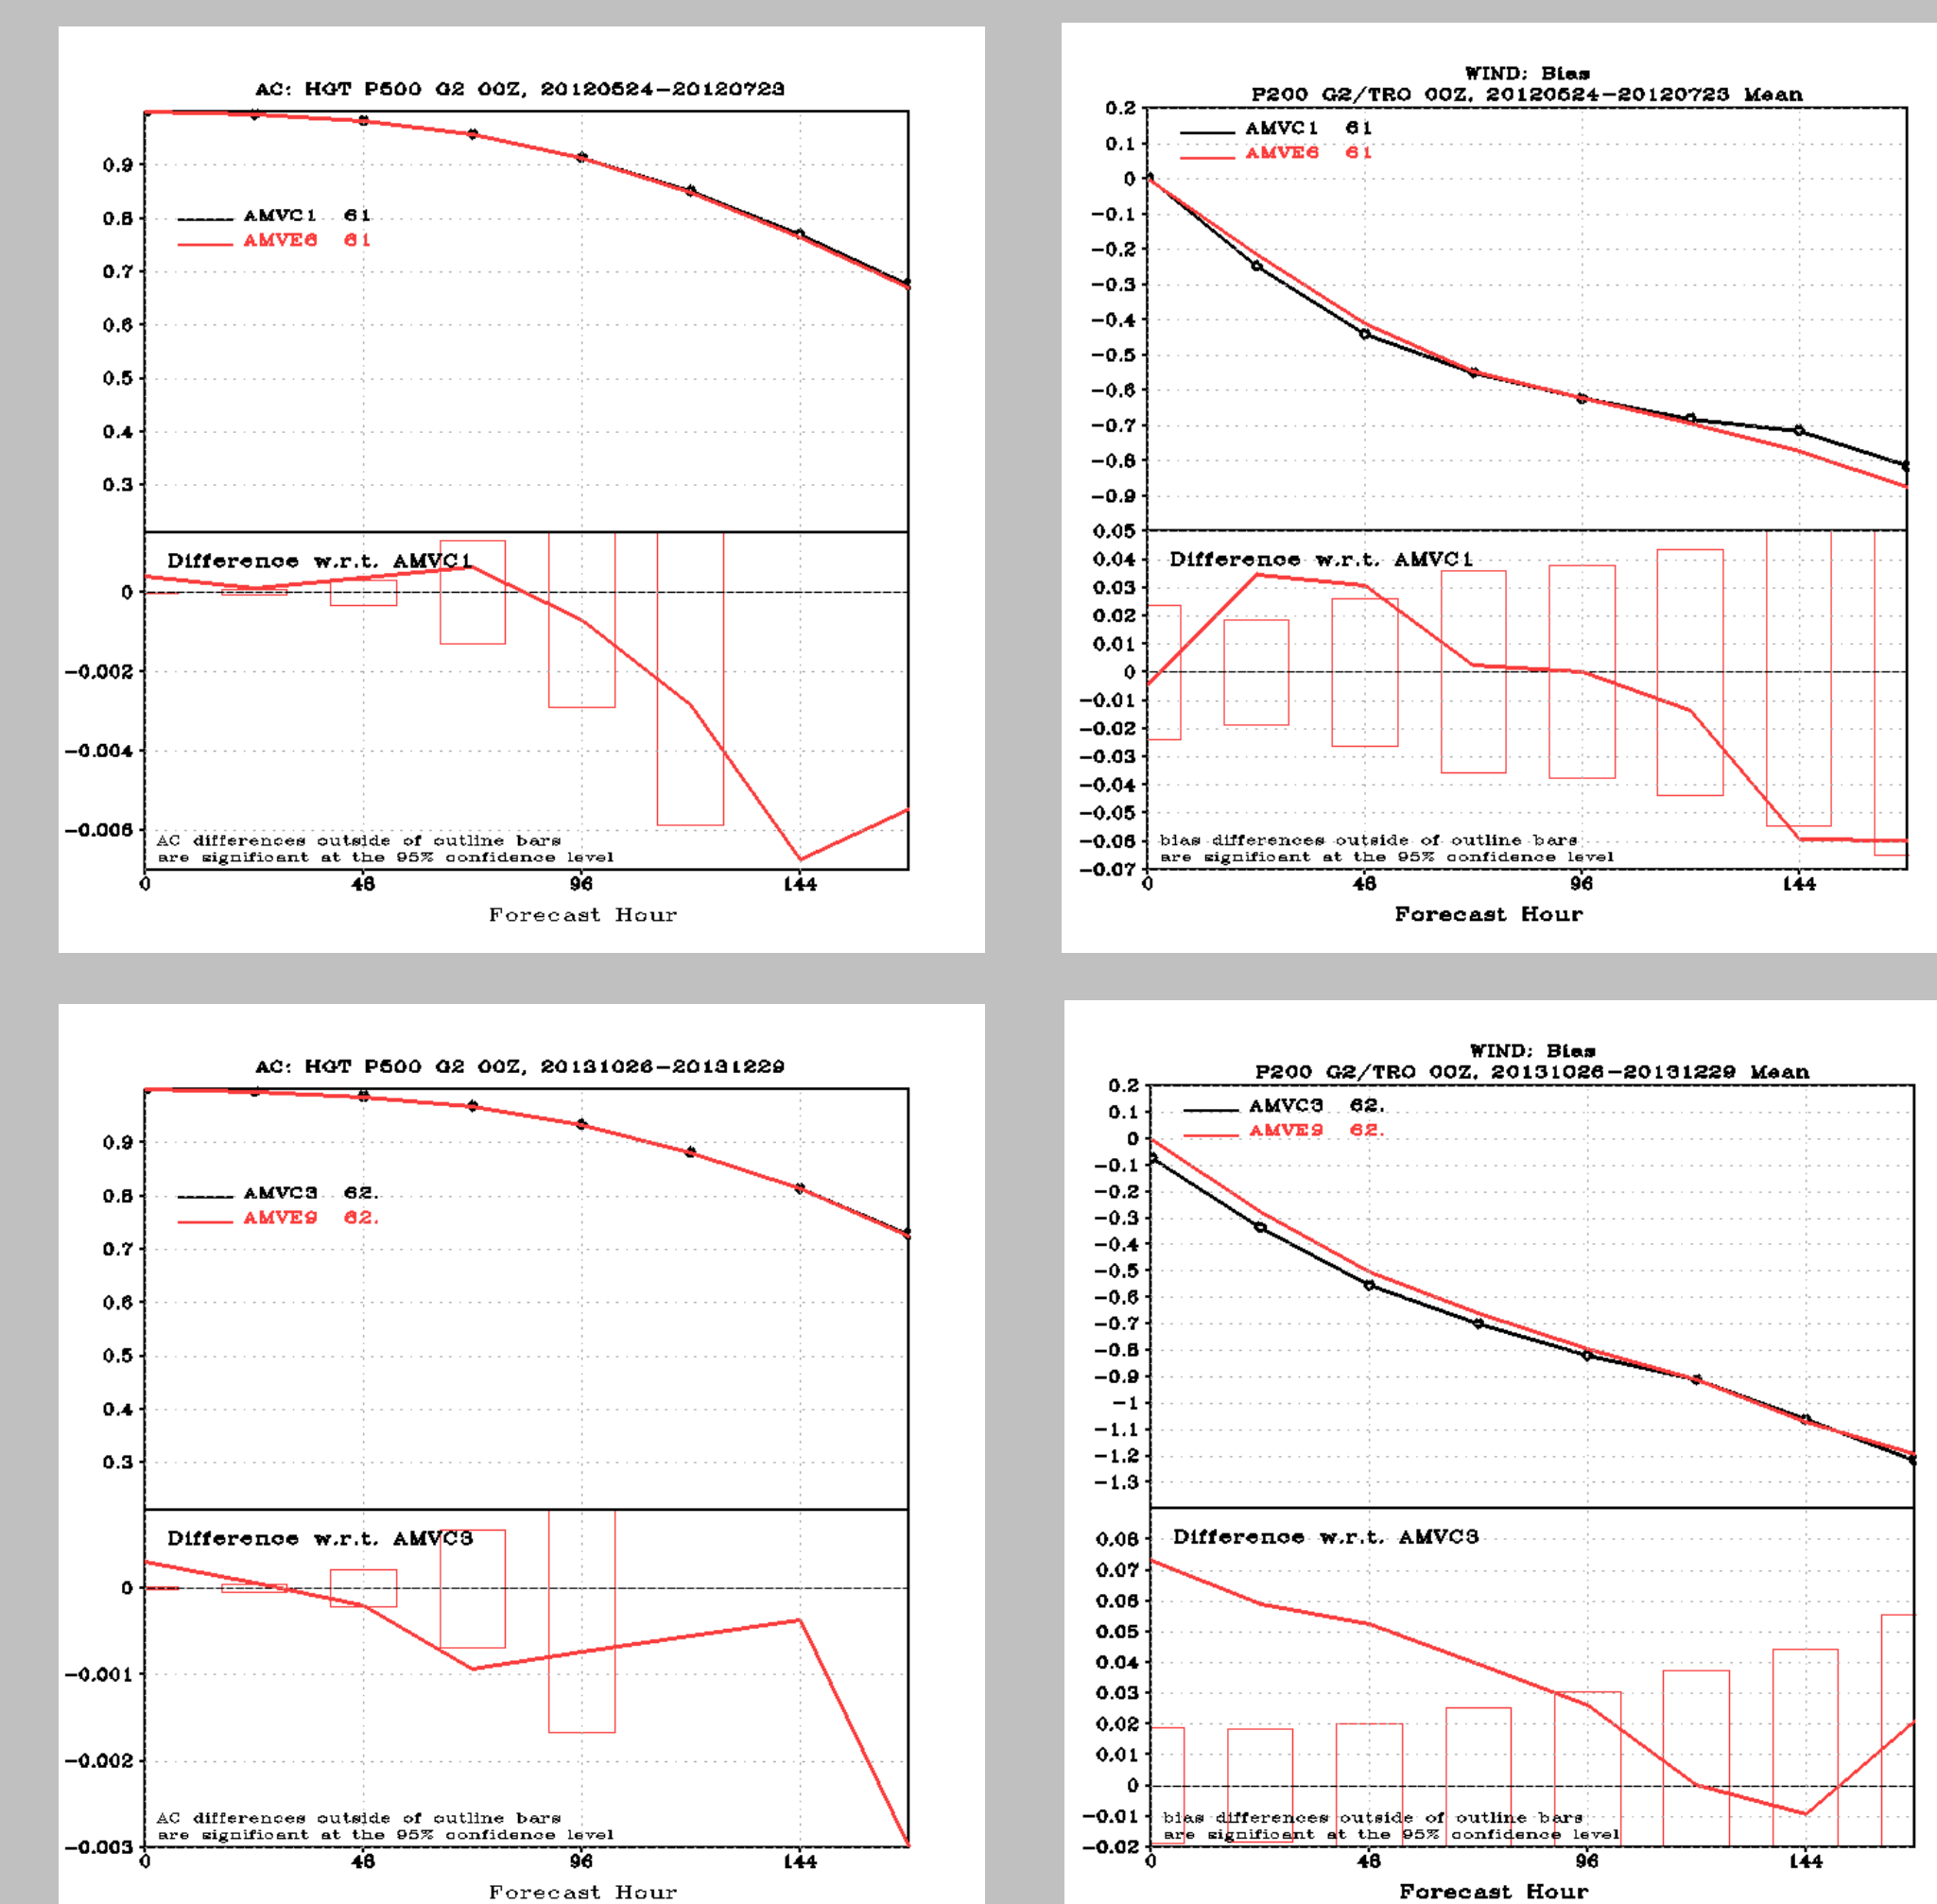 AC: HGT P500 G2 00Z, 20120524-20120723
0.9
0.8
0.7
0.6
0.5
0.4
0.3
AMVC1 61
AMVE6 61
Difference w.r.t. AMVC1
0
-0.002
-0.004
-0.006
AC differences outside of outline bars
are significant at the 95% confidence level
0 48 96 144
Forecast Hour
WIND: Bias
P200 G2/TRO 00Z, 20120524-20120723 Mean
0.2
0.1
0
-0.1
-0.2
-0.3
-0.4
-0.5
-0.6
-0.7
-0.8
-0.9
AMVC1 61
AMVE6 61
0.05
0.04
0.03
0.02
0.01
0
-0.01
-0.02
-0.03
-0.04
-0.05
-0.06
-0.07
Difference w.r.t. AMVC1
bias differences outside of outline bars
are significant at the 95% confidence level
0 48 96 144
Forecast Hour
AC: HGT P500 G2 00Z, 20131026-20131229
0.9
0.8
0.7
0.6
0.5
0.4
0.3
AMVC3 62.
AMVE9 62.
Difference w.r.t. AMVC3
0
-0.001
-0.002
-0.003
AC differences outside of outline bars
are significant at the 95% confidence level
0 48 96 144
Forecast Hour
WIND: Bias
P200 G2/TRO 00Z, 20131026-20131229 Mean
0.2
0.1
0
-0.1
-0.2
-0.3
-0.4
-0.5
-0.6
-0.7
-0.8
-0.9
-1
-1.1
-1.2
-1.3
AMVC3 62.
AMVE9 62.
Difference w.r.t. AMVC3
0.08
0.07
0.06
0.05
0.04
0.03
0.02
0.01
0
-0.01
-0.02
bias differences outside of outline bars
are significant at the 95% confidence level
0 48 96 144
Forecast Hour